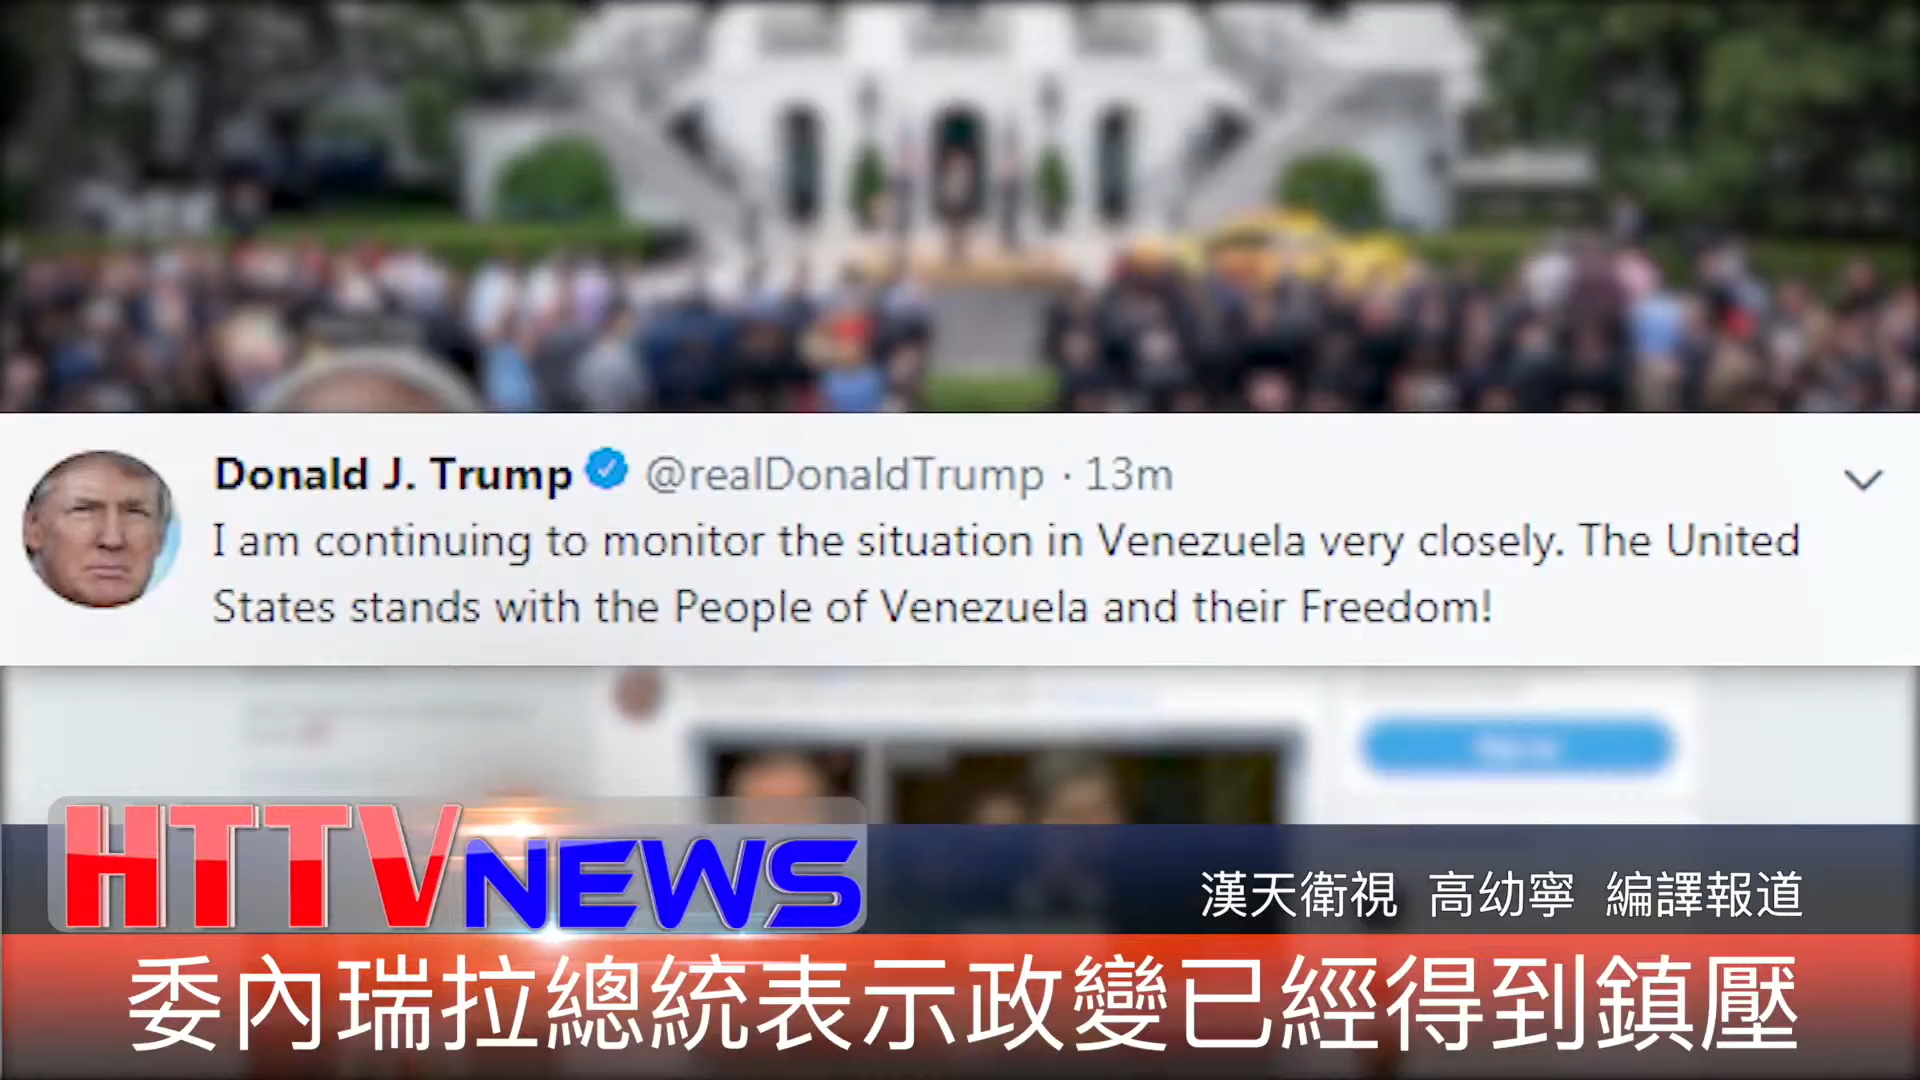 Donald J. Trump @realDonaldTrump · 13m
I am continuing to monitor the situation in Venezuela very closely. The United
States stands with the People of Venezuela and their Freedom!
HTTV NEWS
漢天衛視 高幼寧 編譯報道
委內瑞拉總統表示政變已經得到鎮壓